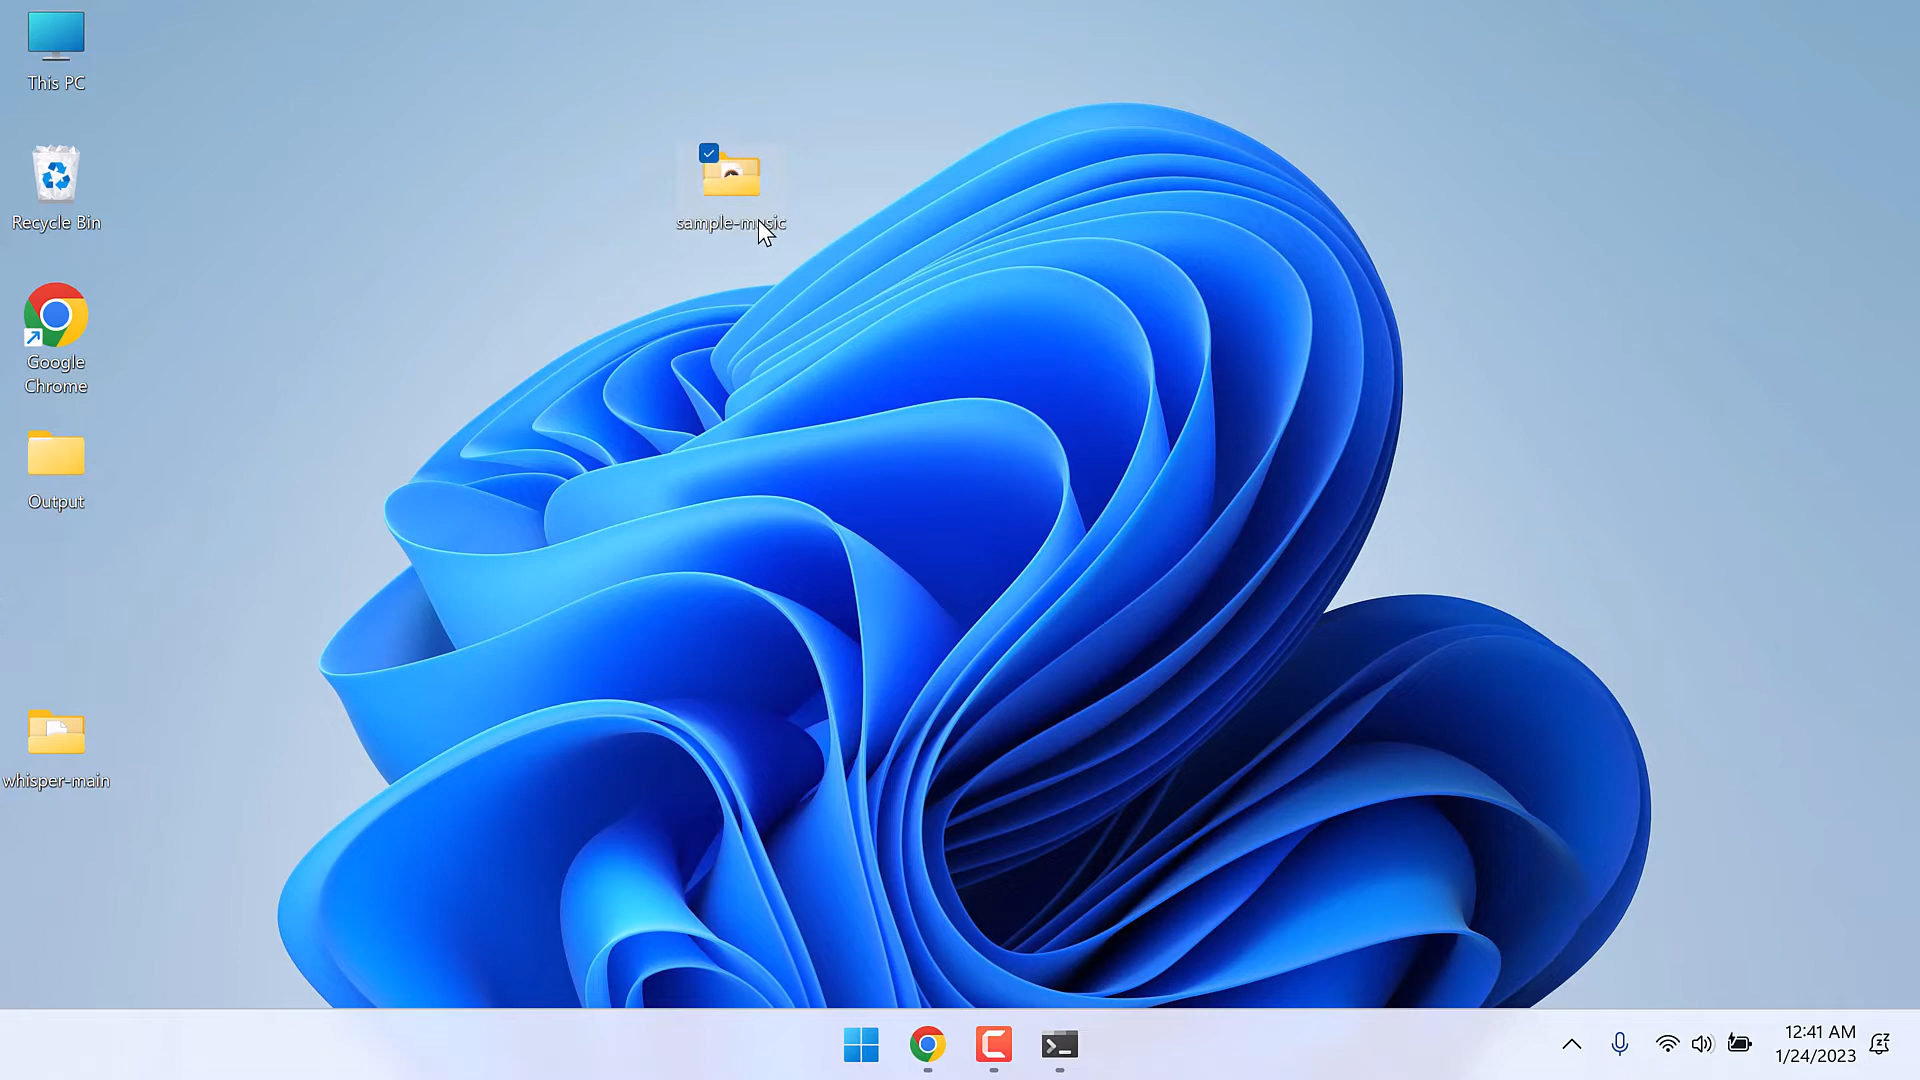 This PC
Recycle Bin
Google
Chrome
Output
whisper-main
sample-music
12:41 AM
1/24/2023